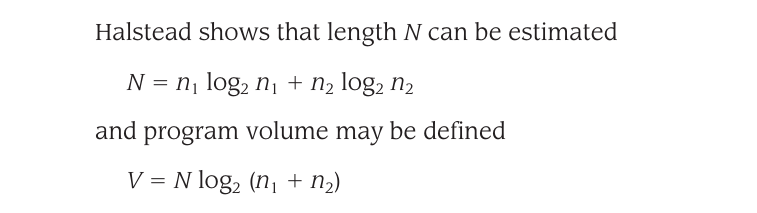 Halstead shows that length N can be estimated
N = n₁ log₂ n₁ + n₂ log₂ n₂
and program volume may be defined
V = N log₂ (n₁ + n₂)